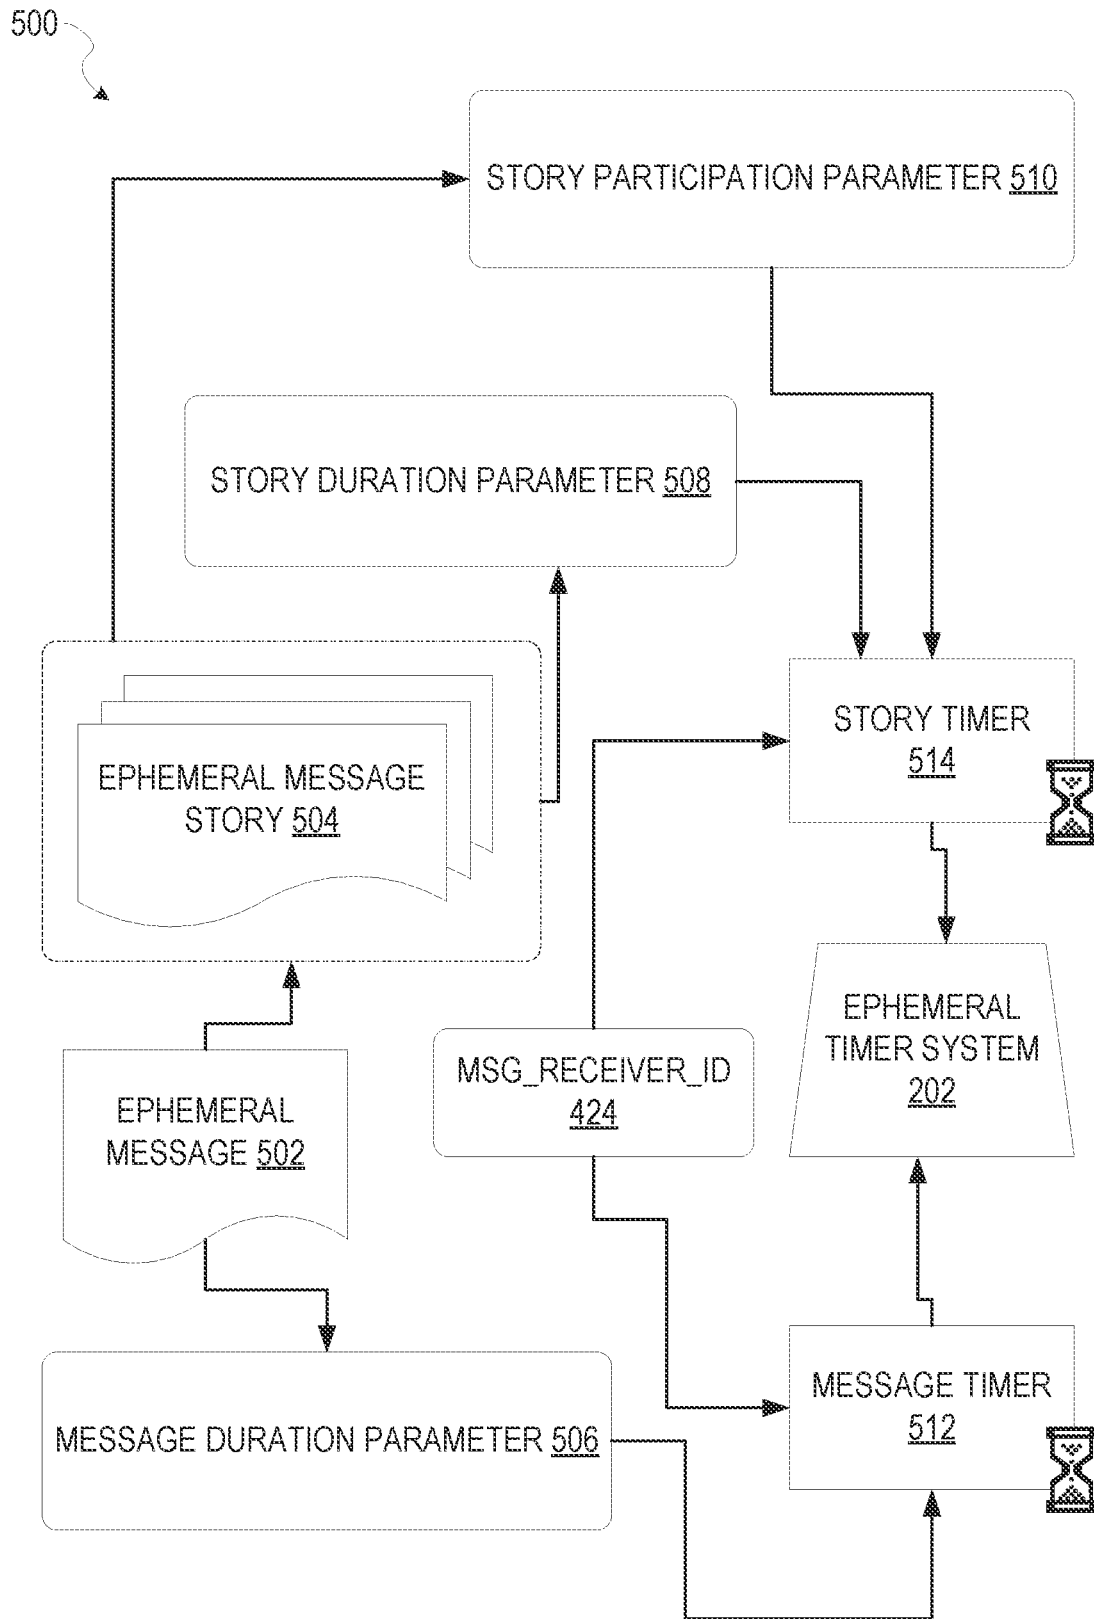 500
STORY PARTICIPATION PARAMETER 510
STORY DURATION PARAMETER 508
STORY TIMER
514
EPHEMERAL MESSAGE
STORY 504
EPHEMERAL
TIMER SYSTEM
202
MSG_RECEIVER_ID
424
EPHEMERAL
MESSAGE 502
MESSAGE TIMER
512
MESSAGE DURATION PARAMETER 506